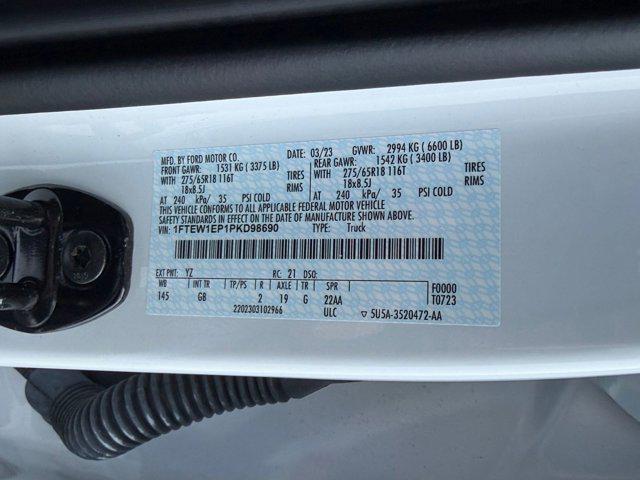 MFD. BY FORD MOTOR CO.
DATE: 03/23 GVWR: 2994 KG ( 6600 LB)
FRONT GAWR: 1531 KG ( 3375 LB) REAR GAWR: 1542 KG ( 3400 LB)
WITH 275/65R18 116T TIRES WITH 275/65R18 116T TIRES
18x8.5J RIMS 18x8.5J RIMS
AT 240 kPa/ 35 PSI COLD AT 240 kPa/ 35 PSI COLD
THIS VEHICLE CONFORMS TO ALL APPLICABLE FEDERAL MOTOR VEHICLE
SAFETY STANDARDS IN EFFECT ON THE DATE OF MANUFACTURE SHOWN ABOVE.
VIN: 1FTEW1EP1PKD98690 TYPE: Truck
EXT PNT: YZ RC: 21 DSO: F0000
WB INT TR TP/PS R AXLE TR SPR T0723
145 GB 2 19 G 22AA
2202303102966 ULC 5U5A-3520472-AA